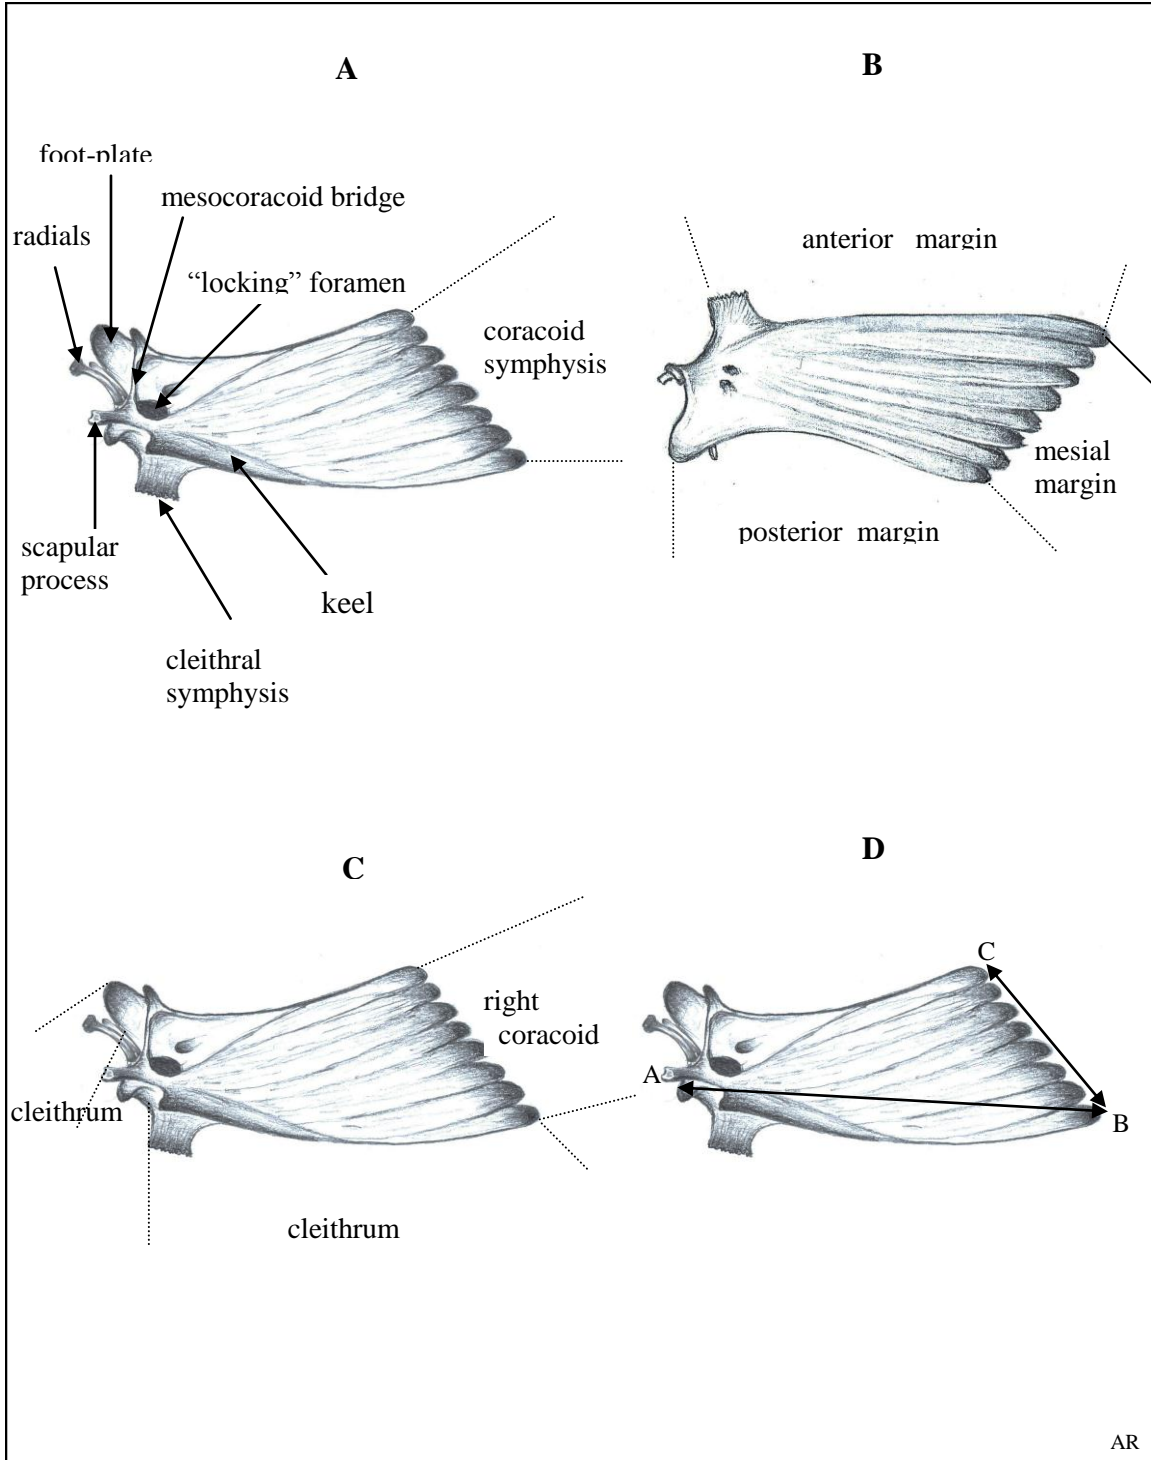 A
B
foot-plate
mesocoracoid bridge
radials
anterior margin
“locking” foramen
coracoid
symphysis
mesial
margin
posterior margin
scapular
process
keel
cleithral
symphysis
C
D
C
right
coracoid
A
cleithrum
B
cleithrum
AR